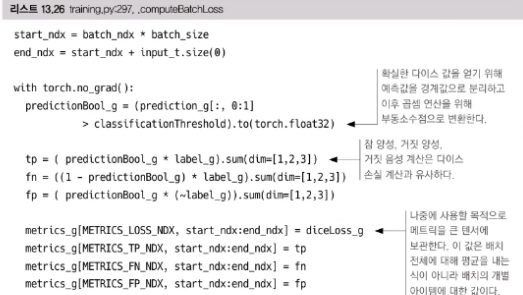 리스트 13.26 training.py:297, .computeBatchLoss
start_ndx = batch_ndx * batch_size
end_ndx = start_ndx + input_t.size(0)
with torch.no_grad():
predictionBool_g = (prediction_g[:, 0:1]
> classificationThreshold).to(torch.float32)
확실한 다이스 값을 얻기 위해
예측값을 경계값으로 분리하고
이후 곱셈 연산을 위해
부동소수점으로 변환한다.
tp = ( predictionBool_g * label_g).sum(dim=[1,2,3])
fn = ((1 - predictionBool_g) * label_g).sum(dim=[1,2,3])
fp = ( predictionBool_g * (~label_g)).sum(dim=[1,2,3])
참 양성, 거짓 양성,
거짓 음성 계산은 다이스
손실 계산과 유사하다.
metrics_g[METRICS_LOSS_NDX, start_ndx:end_ndx] = diceLoss_g
metrics_g[METRICS_TP_NDX, start_ndx:end_ndx] = tp
metrics_g[METRICS_FN_NDX, start_ndx:end_ndx] = fn
metrics_g[METRICS_FP_NDX, start_ndx:end_ndx] = fp
나중에 사용할 목적으로
메트릭을 큰 텐서에
보관한다. 이 값은 배치
전체에 대해 평균을 내는
식이 아니라 배치의 개별
아이템에 대한 값이다.